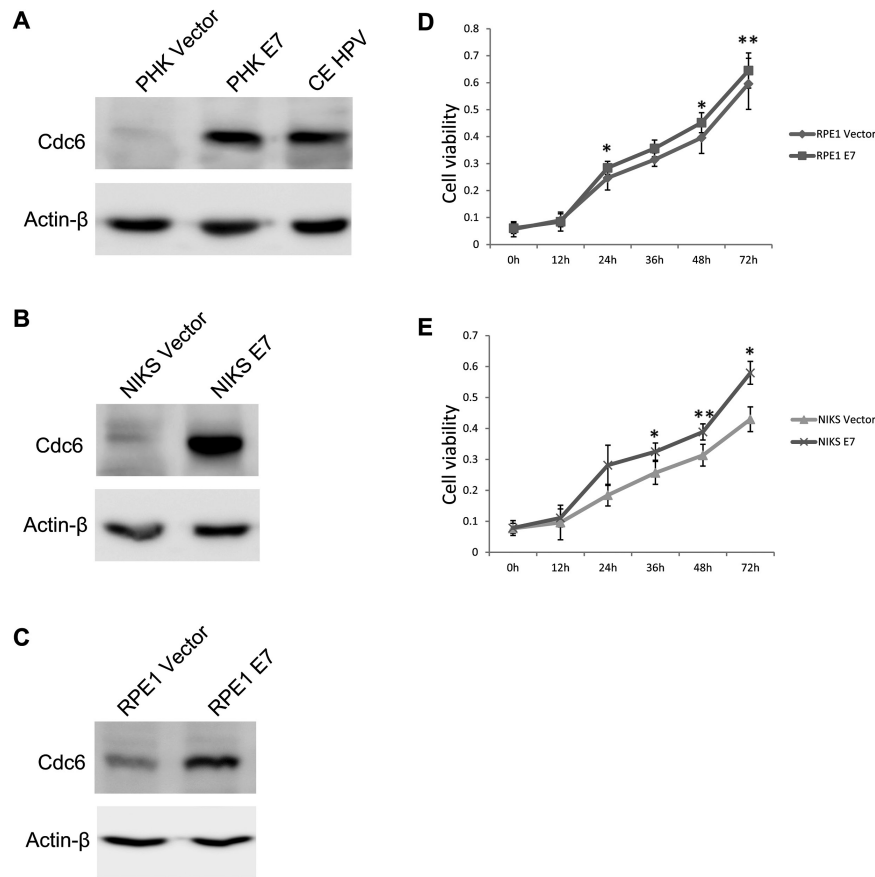 A
PHK Vector
PHK E7
CE HPV
Cdc6
Actin-β
B
NIKS Vector
NIKS E7
Cdc6
Actin-β
C
RPE1 Vector
RPE1 E7
Cdc6
Actin-β
D
Cell viability
0.8
0.7
0.6
0.5
0.4
0.3
0.2
0.1
0
0h 12h 24h 36h 48h 72h
*
*
**
RPE1 Vector
RPE1 E7
E
Cell viability
0.7
0.6
0.5
0.4
0.3
0.2
0.1
0
0h 12h 24h 36h 48h 72h
*
**
*
NIKS Vector
NIKS E7